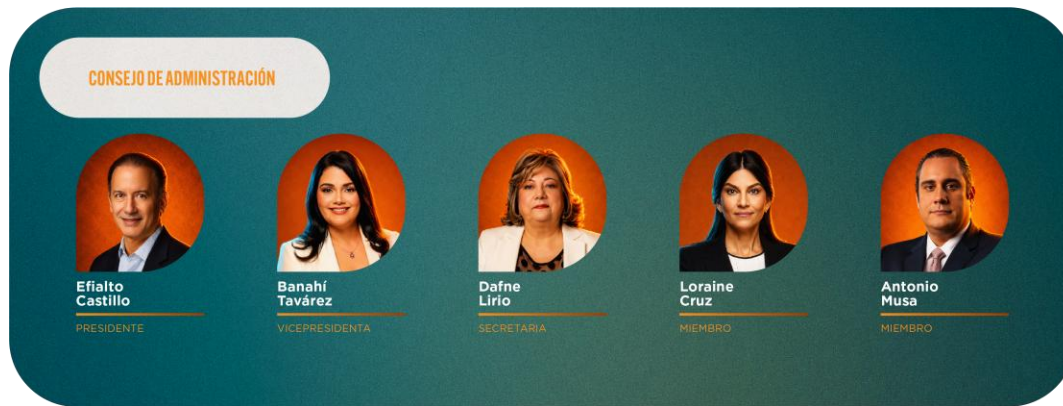 CONSEJO DE ADMINISTRACIÓN
Efialto
Castillo
PRESIDENTE
Banahí
Tavárez
VICEPRESIDENTA
Dafne
Lirio
SECRETARIA
Loraine
Cruz
MIEMBRO
Antonio
Musa
MIEMBRO